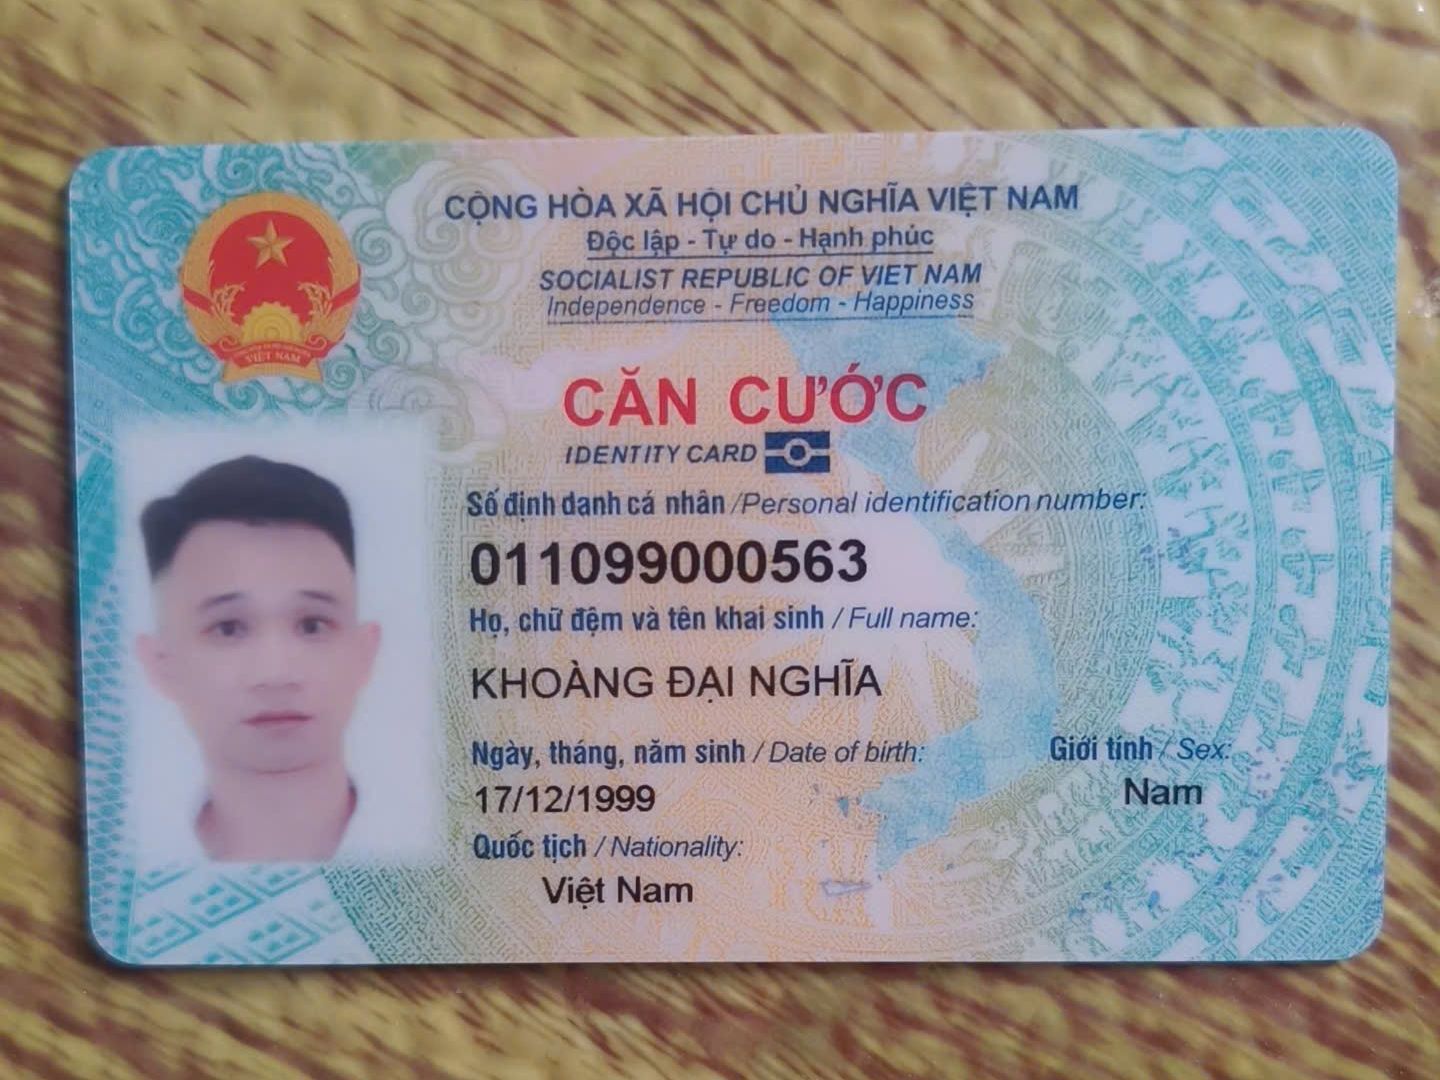 CỘNG HÒA XÃ HỘI CHỦ NGHĨA VIỆT NAM
Độc lập - Tự do - Hạnh phúc
SOCIALIST REPUBLIC OF VIET NAM
Independence - Freedom - Happiness
VIỆT NAM
CĂN CƯỚC
IDENTITY CARD
Số định danh cá nhân / Personal identification number:
011099000563
Họ, chữ đệm và tên khai sinh / Full name:
KHOÀNG ĐẠI NGHĨA
Ngày, tháng, năm sinh / Date of birth: Giới tính / Sex:
17/12/1999 Nam
Quốc tịch / Nationality:
Việt Nam